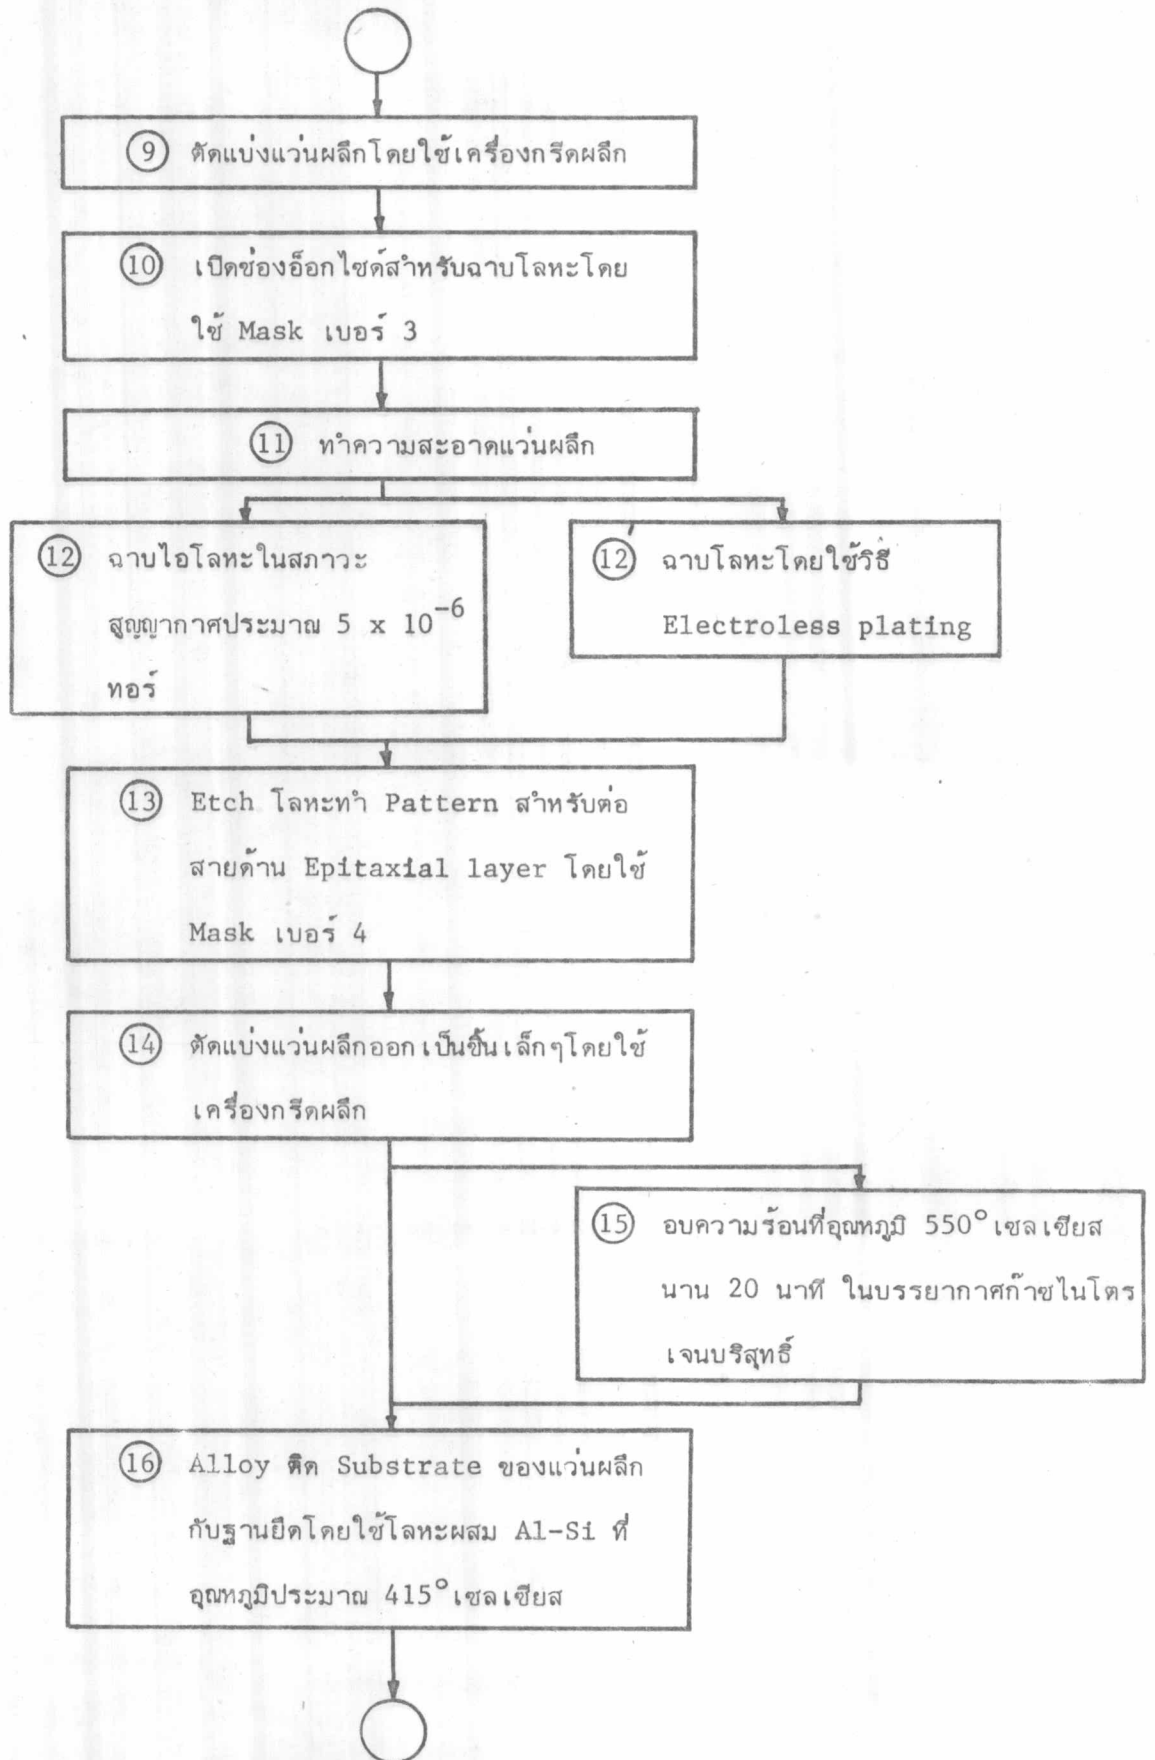 9 ตัดแบ่งแว่นผลึกโดยใช้เครื่องกรีดผลึก
10 เปิดช่องอ็อกไซด์สำหรับฉาบโลหะโดย
ใช้ Mask เบอร์ 3
11 ทำความสะอาดแว่นผลึก
12 ฉาบไอโลหะในสภาวะ
สูญญากาศประมาณ 5 x 10⁻⁶
ทอร์
12' ฉาบโลหะโดยใช้วิธี
Electroless plating
13 Etch โลหะทำ Pattern สำหรับต่อ
สายด้าน Epitaxial layer โดยใช้
Mask เบอร์ 4
14 ตัดแบ่งแว่นผลึกออกเป็นชิ้นเล็กๆโดยใช้
เครื่องกรีดผลึก
15 อบความร้อนที่อุณหภูมิ 550° เซลเซียส
นาน 20 นาที ในบรรยากาศก๊าซไนโตร
เจนบริสุทธิ์
16 Alloy ติด Substrate ของแว่นผลึก
กับฐานยึดโดยใช้โลหะผสม Al-Si ที่
อุณหภูมิประมาณ 415° เซลเซียส